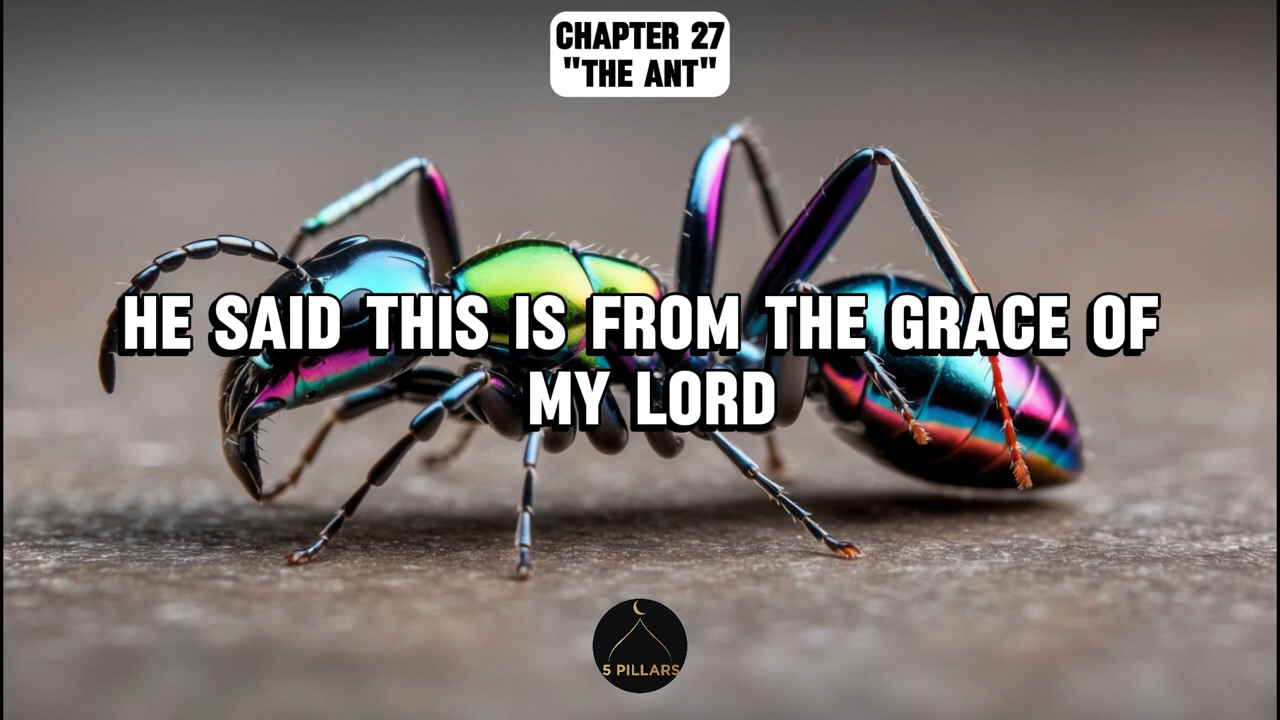 CHAPTER 27
"THE ANT"
HE SAID THIS IS FROM THE GRACE OF
MY LORD
5 PILLARS